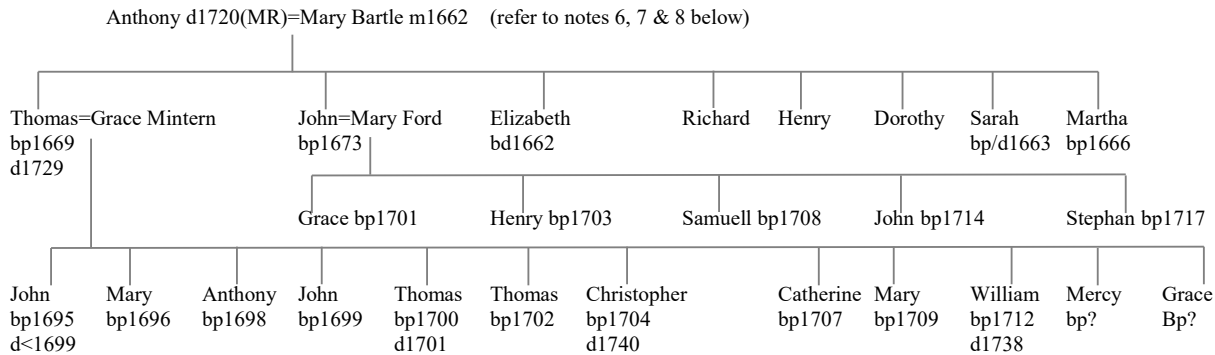 Anthony d1720(MR)=Mary Bartle m1662 (refer to notes 6, 7 & 8 below)
Thomas=Grace Mintern John=Mary Ford Elizabeth Richard Henry Dorothy Sarah Martha
bp1669 bp1673 bd1662 bp/d1663 bp1666
d1729
Grace bp1701 Henry bp1703 Samuell bp1708 John bp1714 Stephan bp1717
John Mary Anthony John Thomas Thomas Christopher Catherine Mary William Mercy Grace
bp1695 bp1696 bp1698 bp1699 bp1700 bp1702 bp1704 bp1707 bp1709 bp1712 bp? Bp?
d<1699 d1701 d1740 d1738